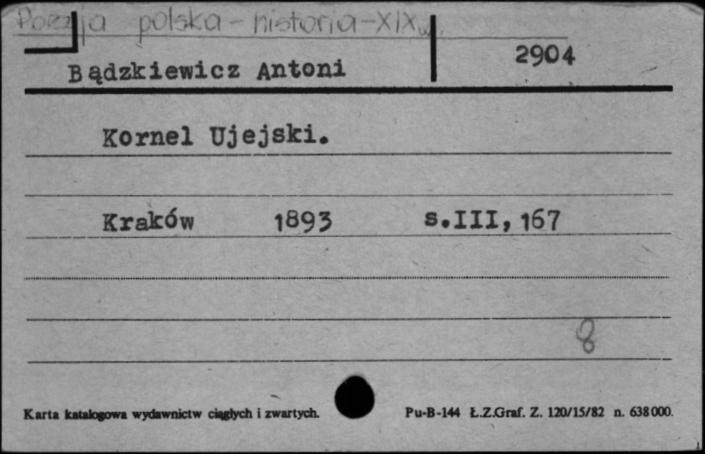 Poezja polska - historia - XIX w.
Bądzkiewicz Antoni 2904
Kornel Ujejski.
Kraków 1893 s.III, 167
8
Karta katalogowa wydawnictw ciągłych i zwartych. Pu-B-144 Ł.Z.Graf. Z. 120/15/82 n. 638000.